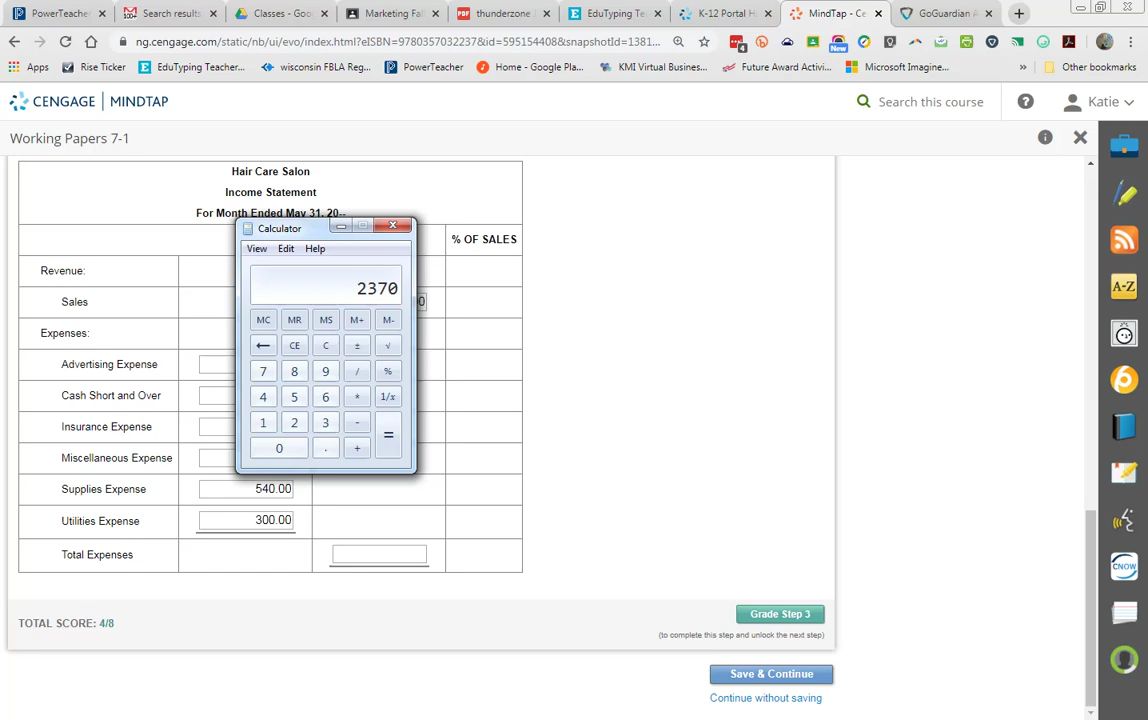 PowerTeacher
Search results
Classes - Goo
Marketing Fal
thunderzone (
EduTyping Tea
K-12 Portal H
MindTap - Ce
GoGuardian A
ng.cengage.com/static/nb/ui/evo/index.html?eISBN=9780357032237&id=595154408&snapshotId=1381...
4
New
Apps
Rise Ticker
EduTyping Teacher...
wisconsin FBLA Reg...
PowerTeacher
Home - Google Pla...
KMI Virtual Business...
Future Award Activi...
Microsoft Imagine...
»
Other bookmarks
CENGAGE | MINDTAP
Search this course
Katie
Working Papers 7-1
Hair Care Salon
Income Statement
For Month Ended May 31, 20--
% OF SALES
Revenue:
Sales
Expenses:
Advertising Expense
Cash Short and Over
Insurance Expense
Miscellaneous Expense
Supplies Expense 540.00
Utilities Expense 300.00
Total Expenses
Calculator
View Edit Help
2370
MC MR MS M+ M-
← CE C ± √
7 8 9 / %
4 5 6 * 1/x
1 2 3 - =
0 . +
TOTAL SCORE: 4/8
Grade Step 3
(to complete this step and unlock the next step)
Save & Continue
Continue without saving
A-Z
CNOW